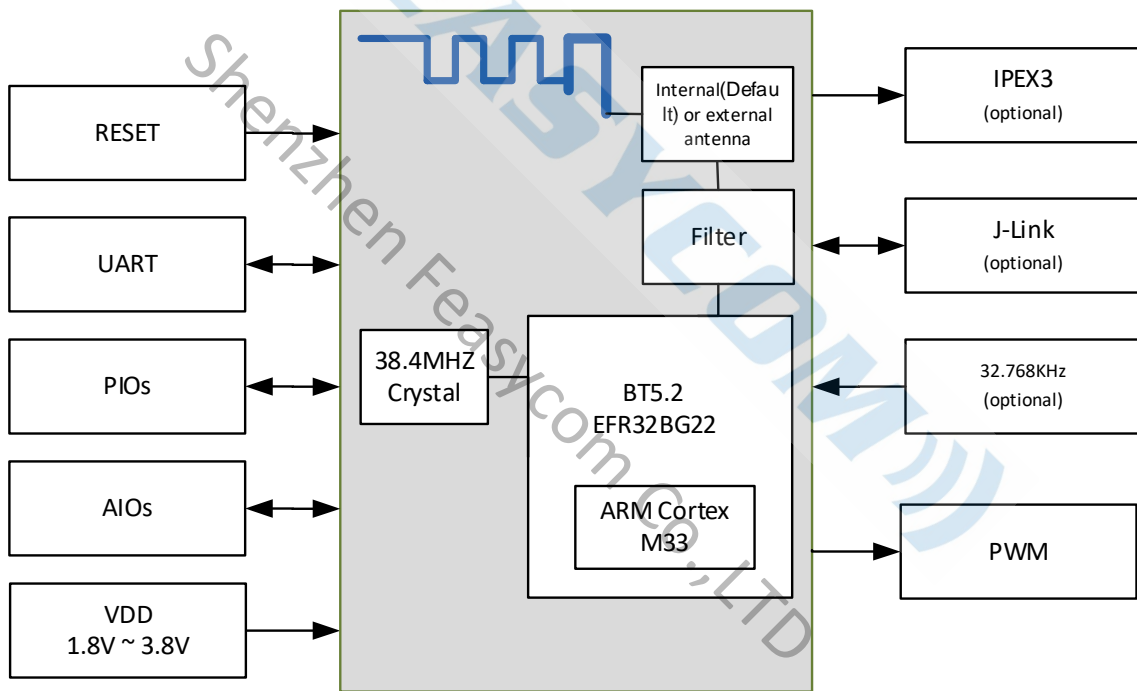 RESET
UART
PIOs
AIOs
VDD
1.8V ~ 3.8V
Internal(Defau
lt) or external
antenna
Filter
38.4MHZ
Crystal
BT5.2
EFR32BG22
ARM Cortex
M33
IPEX3
(optional)
J-Link
(optional)
32.768KHz
(optional)
PWM
Shenzhen Feasycom Co.,LTD
EASYCOM